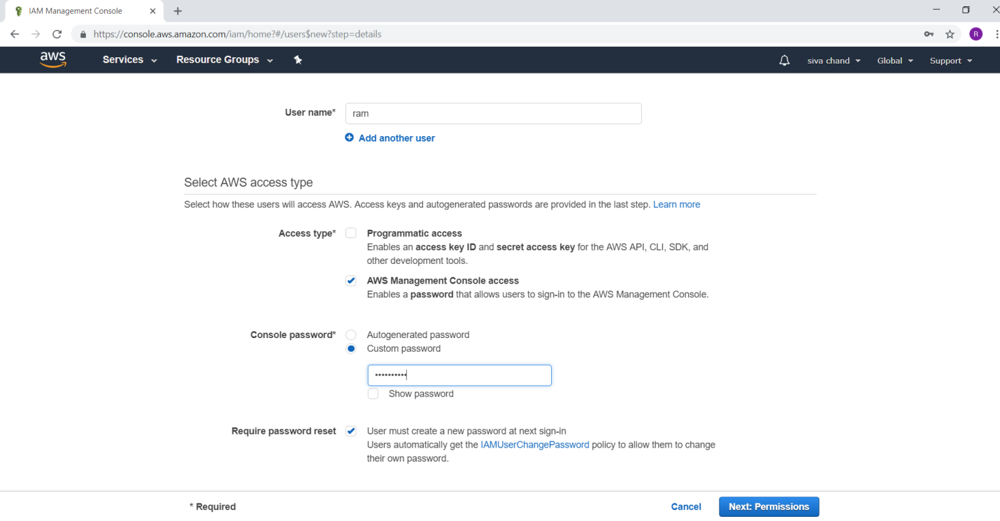 IAM Management Console
https://console.aws.amazon.com/iam/home?#/users$new?step=details
R
aws Services Resource Groups siva chand Global Support
User name* ram
Add another user
Select AWS access type
Select how these users will access AWS. Access keys and autogenerated passwords are provided in the last step. Learn more
Access type* Programmatic access
Enables an access key ID and secret access key for the AWS API, CLI, SDK, and
other development tools.
AWS Management Console access
Enables a password that allows users to sign-in to the AWS Management Console.
Console password* Autogenerated password
Custom password
••••••••••
Show password
Require password reset User must create a new password at next sign-in
Users automatically get the IAMUserChangePassword policy to allow them to change
their own password.
* Required Cancel Next: Permissions